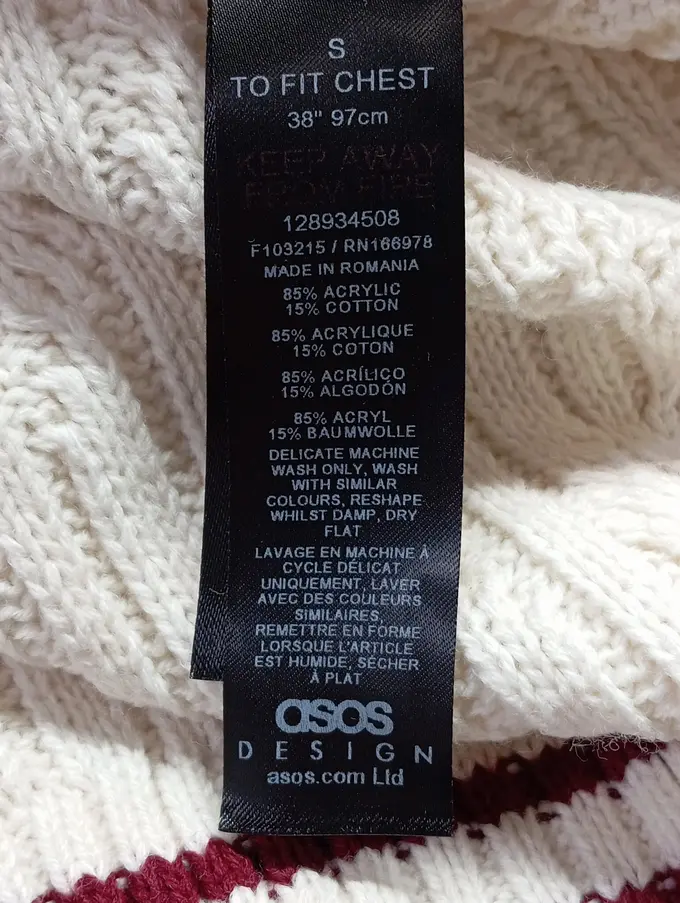 S
TO FIT CHEST
38" 97cm
KEEP AWAY
FROM FIRE
128934508
F103215 / RN166978
MADE IN ROMANIA
85% ACRYLIC
15% COTTON
85% ACRYLIQUE
15% COTON
85% ACRÍLICO
15% ALGODÓN
85% ACRYL
15% BAUMWOLLE
DELICATE MACHINE
WASH ONLY, WASH
WITH SIMILAR
COLOURS, RESHAPE
WHILST DAMP, DRY
FLAT
LAVAGE EN MACHINE À
CYCLE DÉLICAT
UNIQUEMENT, LAVER
AVEC DES COULEURS
SIMILAIRES,
REMETTRE EN FORME
LORSQUE L'ARTICLE
EST HUMIDE, SÉCHER
À PLAT
asos
DESIGN
asos.com Ltd